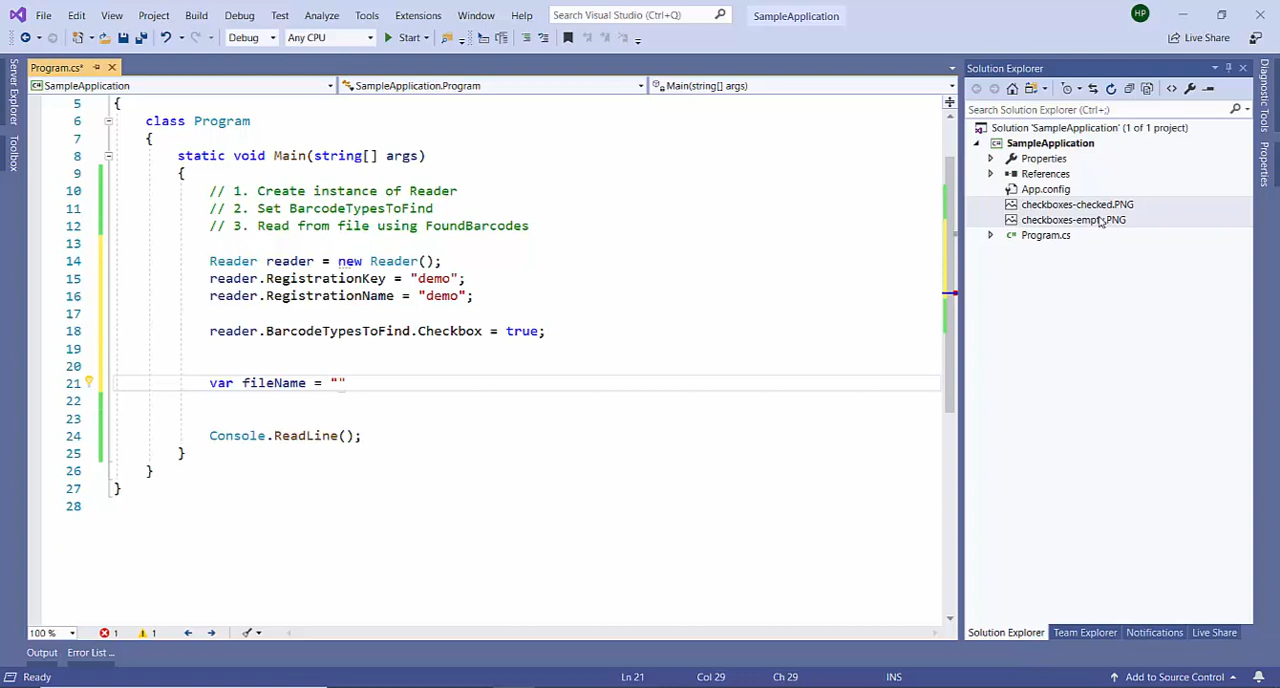 File Edit View Project Build Debug Test Analyze Tools Extensions Window Help Search Visual Studio (Ctrl+Q) SampleApplication HP
Debug Any CPU Start Live Share
Program.cs*
Solution Explorer
SampleApplication SampleApplication.Program Main(string[] args)
Search Solution Explorer (Ctrl+;)
Solution 'SampleApplication' (1 of 1 project)
SampleApplication
Properties
References
App.config
checkboxes-checked.PNG
checkboxes-empty.PNG
Program.cs
Server Explorer
Toolbox
5 {
6 class Program
7 {
8 static void Main(string[] args)
9 {
10 // 1. Create instance of Reader
11 // 2. Set BarcodeTypesToFind
12 // 3. Read from file using FoundBarcodes
13
14 Reader reader = new Reader();
15 reader.RegistrationKey = "demo";
16 reader.RegistrationName = "demo";
17
18 reader.BarcodeTypesToFind.Checkbox = true;
19
20
21 var fileName = ""
22
23
24 Console.ReadLine();
25 }
26 }
27 }
28
Diagnostic Tools
Properties
100 % 1 1
Solution Explorer Team Explorer Notifications Live Share
Output Error List ...
Ready Ln 21 Col 29 Ch 29 INS Add to Source Control